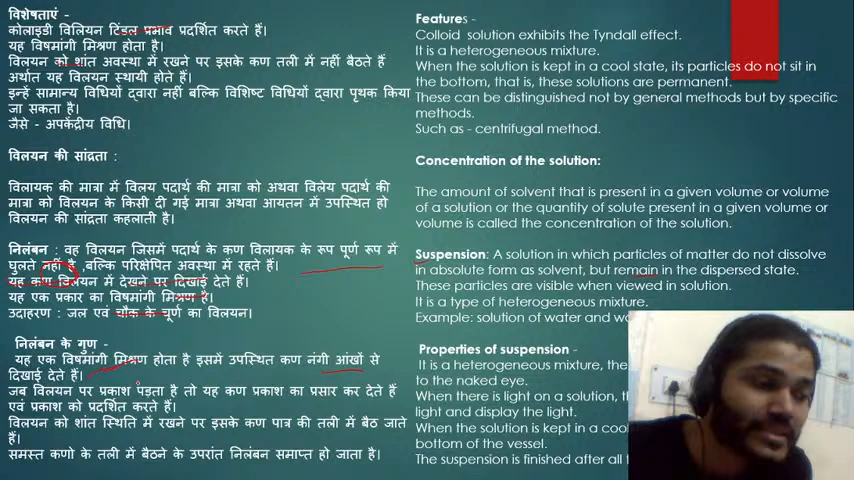 विशेषताएं -
कोलाइडी विलियन टिंडल प्रभाव प्रदर्शित करते हैं।
यह विषमांगी मिश्रण होता है।
विलयन को शांत अवस्था में रखने पर इसके कण तली में नहीं बैठते हैं
अर्थात यह विलयन स्थायी होते हैं।
इन्हें सामान्य विधियों द्वारा नहीं बल्कि विशिष्ट विधियों द्वारा पृथक किया
जा सकता है।
जैसे - अपकेंद्रीय विधि।
विलयन की सांद्रता :
विलायक की मात्रा में विलय पदार्थ की मात्रा को अथवा विलेय पदार्थ की
मात्रा को विलयन के किसी दी गई मात्रा अथवा आयतन में उपस्थित हो
विलयन की सांद्रता कहलाती है।
निलंबन : वह विलयन जिसमें पदार्थ के कण विलायक के रूप पूर्ण रूप में
घुलते नहीं है ,बल्कि परिक्षेपित अवस्था में रहते हैं।
यह कण विलयन में देखने पर दिखाई देते हैं।
यह एक प्रकार का विषमांगी मिश्रण है।
उदाहरण : जल एवं चौक के चूर्ण का विलयन।
निलंबन के गुण -
यह एक विषमांगी मिश्रण होता है इसमें उपस्थित कण नंगी आंखों से
दिखाई देते हैं।
जब विलयन पर प्रकाश पड़ता है तो यह कण प्रकाश का प्रसार कर देते हैं
एवं प्रकाश को प्रदर्शित करते हैं।
विलयन को शांत स्थिति में रखने पर इसके कण पात्र की तली में बैठ जाते
हैं।
समस्त कणो के तली में बैठने के उपरांत निलंबन समाप्त हो जाता है।
Features -
Colloid solution exhibits the Tyndall effect.
It is a heterogeneous mixture.
When the solution is kept in a cool state, its particles do not sit in
the bottom, that is, these solutions are permanent.
These can be distinguished not by general methods but by specific
methods.
Such as - centrifugal method.
Concentration of the solution:
The amount of solvent that is present in a given volume or volume
of a solution or the quantity of solute present in a given volume or
volume is called the concentration of the solution.
Suspension: A solution in which particles of matter do not dissolve
in absolute form as solvent, but remain in the dispersed state.
These particles are visible when viewed in solution.
It is a type of heterogeneous mixture.
Example: solution of water and
Properties of suspension -
It is a heterogeneous mixture, the
to the naked eye.
When there is light on a solution,
light and display the light.
When the solution is kept in a cool
bottom of the vessel.
The suspension is finished after all